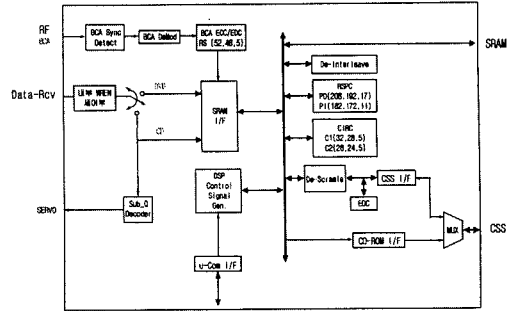 RF
BCA
BCA Sync
Detect
BCA DeMod
BCA ECC/EDC
RS (52,48,5)
SRAM
Data-Rcv
DVD
CD
SRAM
I/F
De-interleave
RSPC
PO(208,192,17)
PI(182,172,11)
CIRC
C1(32,28,5)
C2(28,24,5)
DSP
Control
Signal
Gen.
De-Scramble
CSS I/F
EDC
SERVO
Sub_Q
Decoder
MUX
CSS
CD-ROM I/F
u-Com I/F